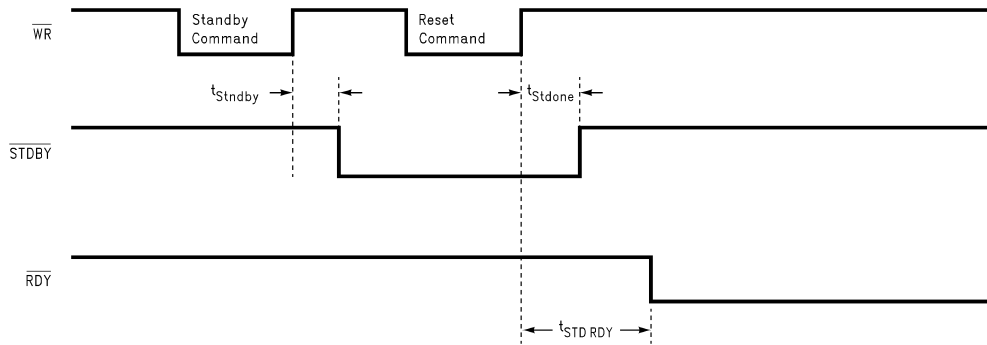 WR
Standby
Command
Reset
Command
tStndby
tStdone
STDBY
RDY
tSTD RDY